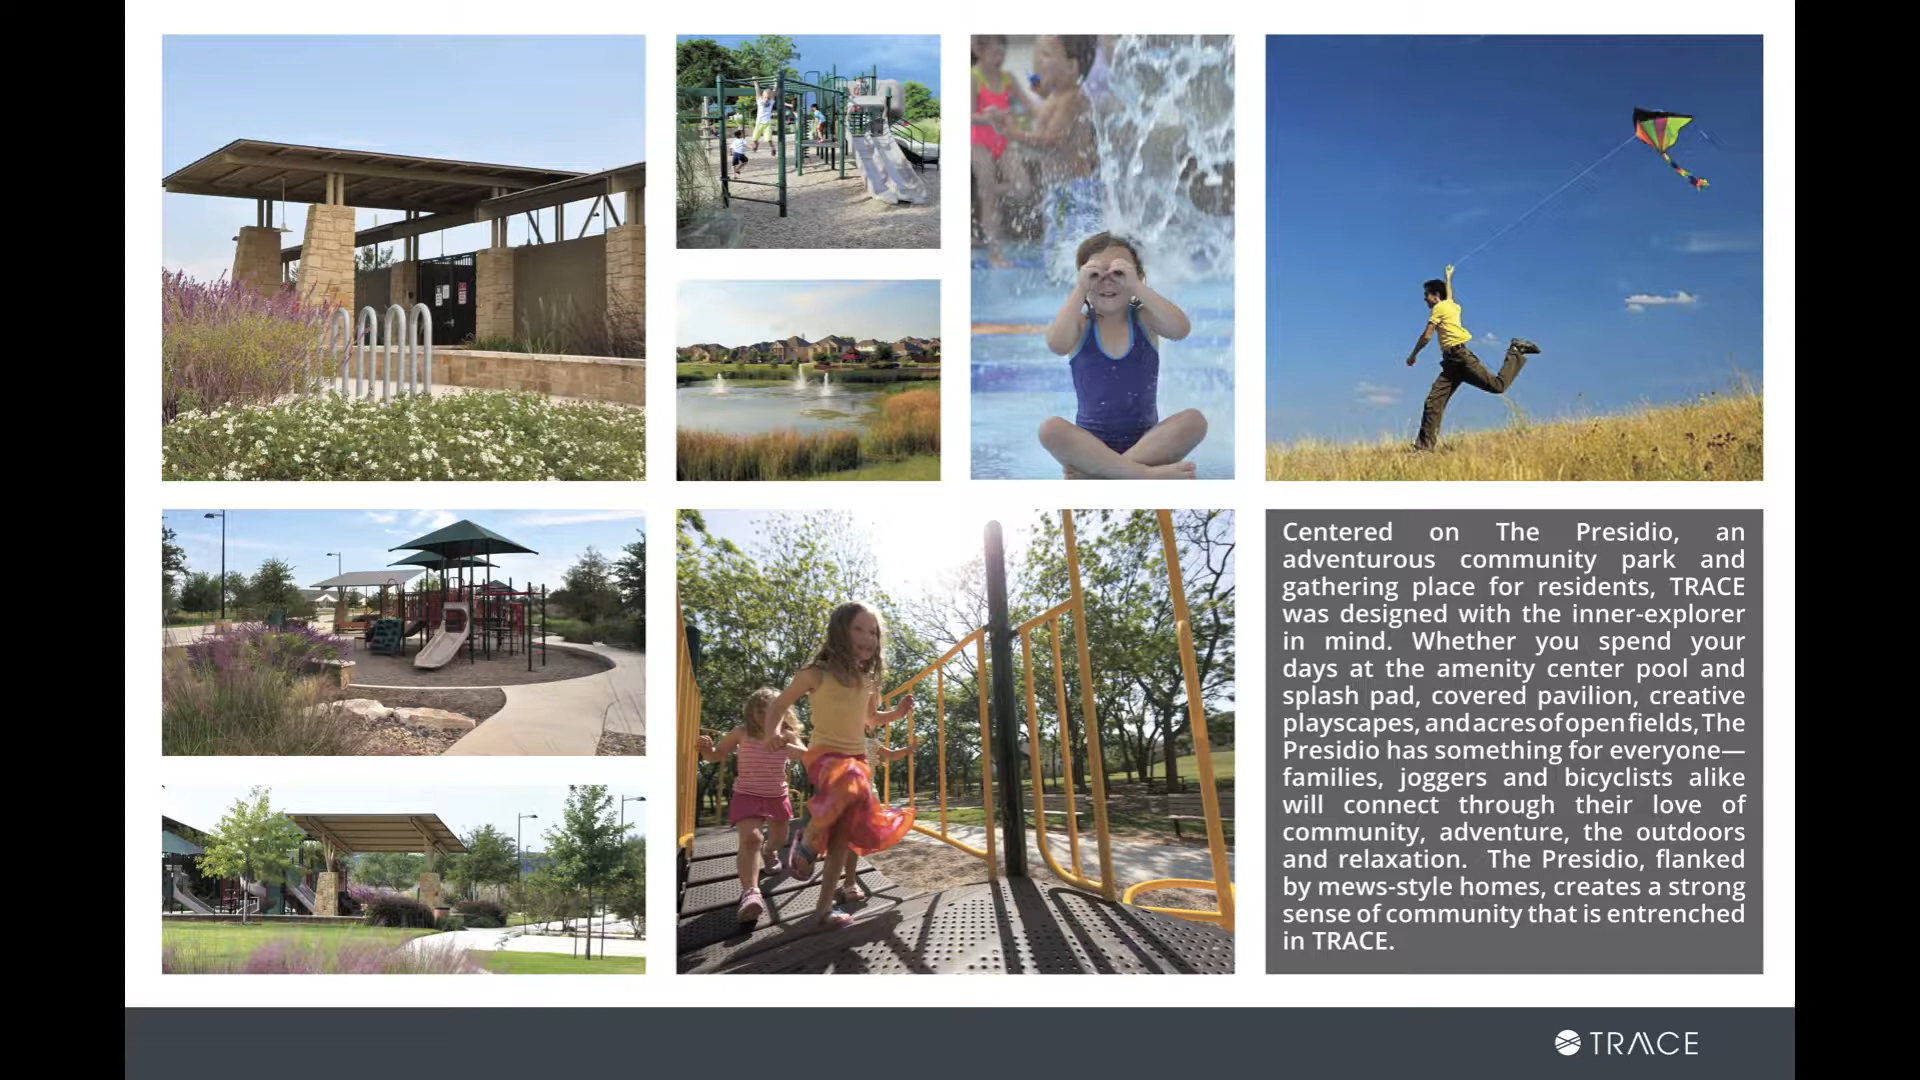 Centered on The Presidio, an
adventurous community park and
gathering place for residents, TRACE
was designed with the inner-explorer
in mind. Whether you spend your
days at the amenity center pool and
splash pad, covered pavilion, creative
playscapes, and acres of open fields, The
Presidio has something for everyone—
families, joggers and bicyclists alike
will connect through their love of
community, adventure, the outdoors
and relaxation. The Presidio, flanked
by mews-style homes, creates a strong
sense of community that is entrenched
in TRACE.
TRACE